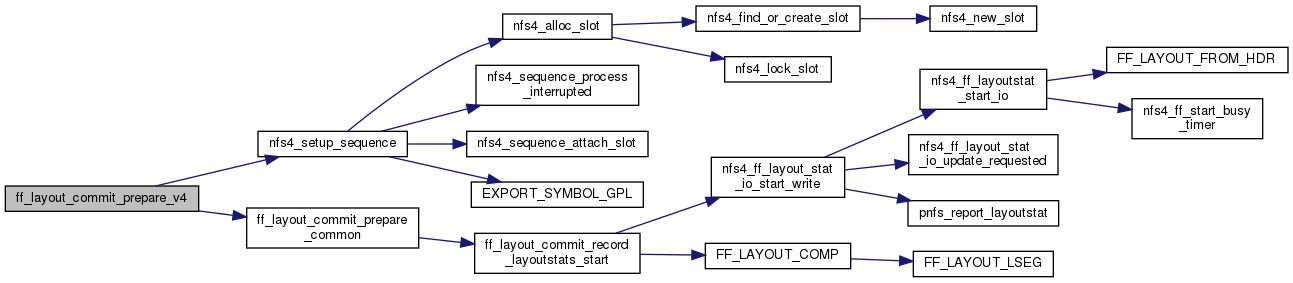 ff_layout_commit_prepare_v4
nfs4_setup_sequence
nfs4_alloc_slot
nfs4_find_or_create_slot
nfs4_new_slot
nfs4_lock_slot
nfs4_sequence_process
_interrupted
nfs4_sequence_attach_slot
EXPORT_SYMBOL_GPL
ff_layout_commit_prepare
_common
ff_layout_commit_record
_layoutstats_start
nfs4_ff_layout_stat
_io_start_write
nfs4_ff_layoutstat
_start_io
FF_LAYOUT_FROM_HDR
nfs4_ff_start_busy
_timer
nfs4_ff_layout_stat
_io_update_requested
pnfs_report_layoutstat
FF_LAYOUT_COMP
FF_LAYOUT_LSEG